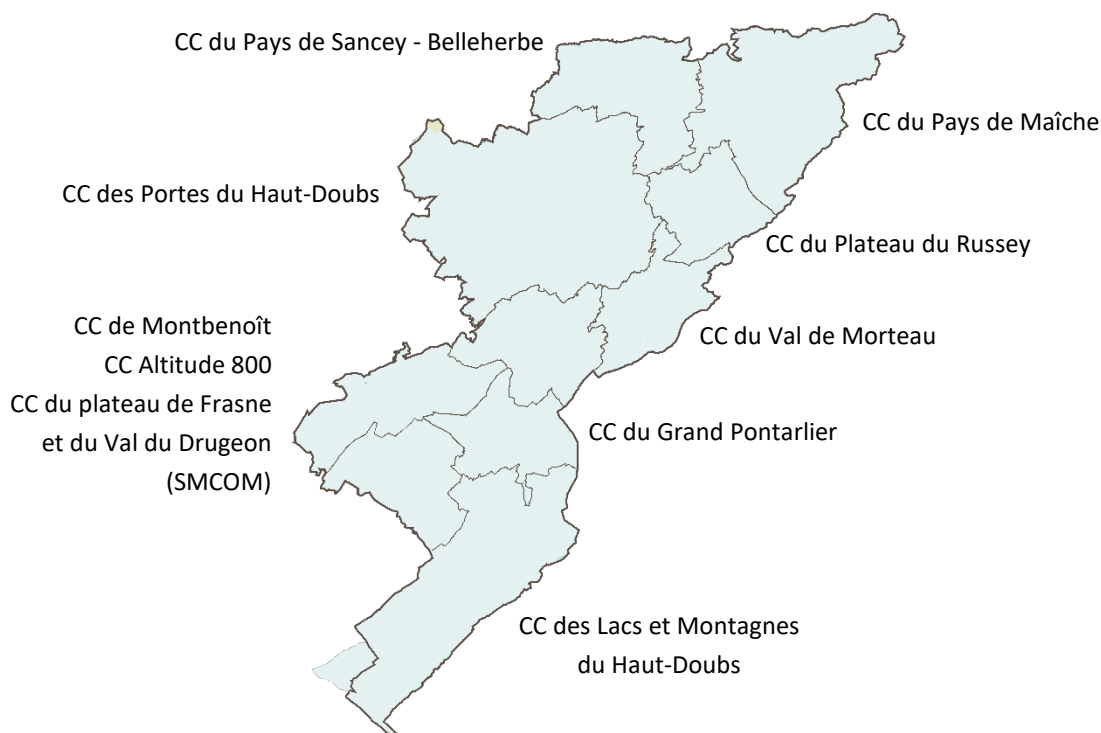 CC du Pays de Sancey - Belleherbe
CC du Pays de Maîche
CC des Portes du Haut-Doubs
CC du Plateau du Russey
CC de Montbenoît
CC Altitude 800
CC du plateau de Frasne
et du Val du Drugeon
(SMCOM)
CC du Val de Morteau
CC du Grand Pontarlier
CC des Lacs et Montagnes
du Haut-Doubs